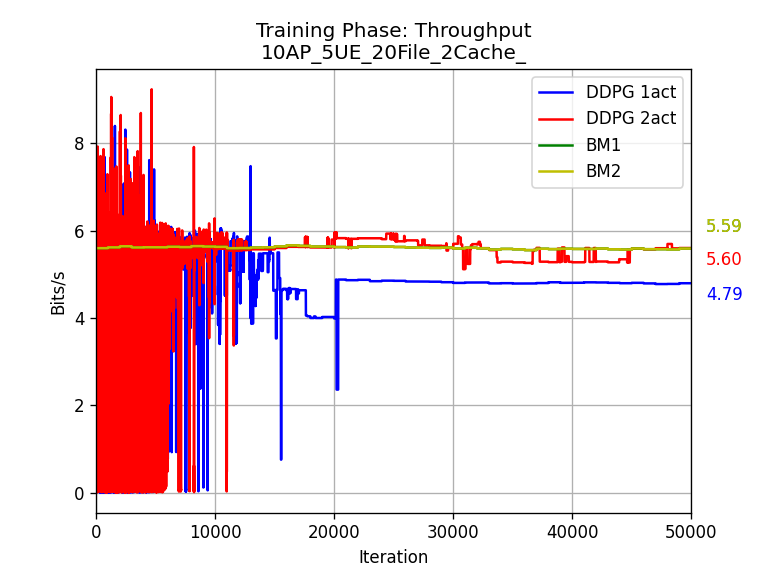 Training Phase: Throughput
10AP_5UE_20File_2Cache_
DDPG 1act
DDPG 2act
BM1
BM2
8
6
4
2
0
Bits/s
5.59
5.60
4.79
0
10000
20000
30000
40000
50000
Iteration